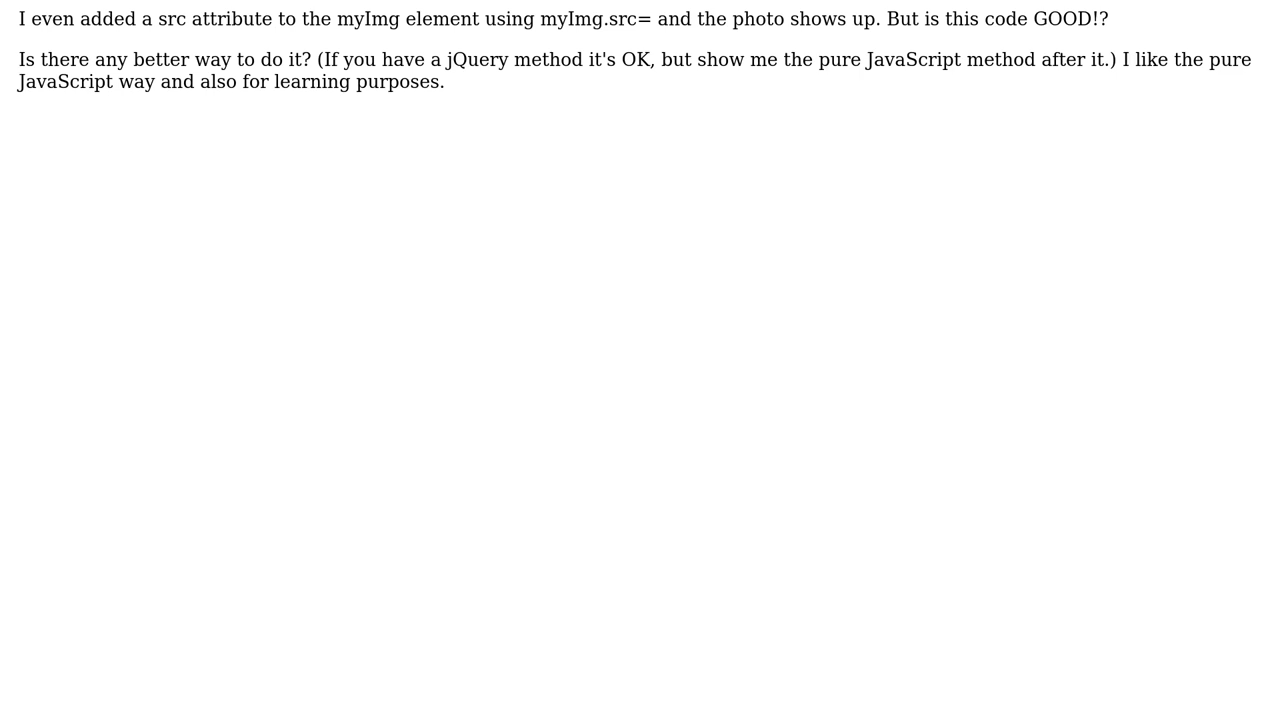 I even added a src attribute to the myImg element using myImg.src= and the photo shows up. But is this code GOOD!?
Is there any better way to do it? (If you have a jQuery method it's OK, but show me the pure JavaScript method after it.) I like the pure
JavaScript way and also for learning purposes.